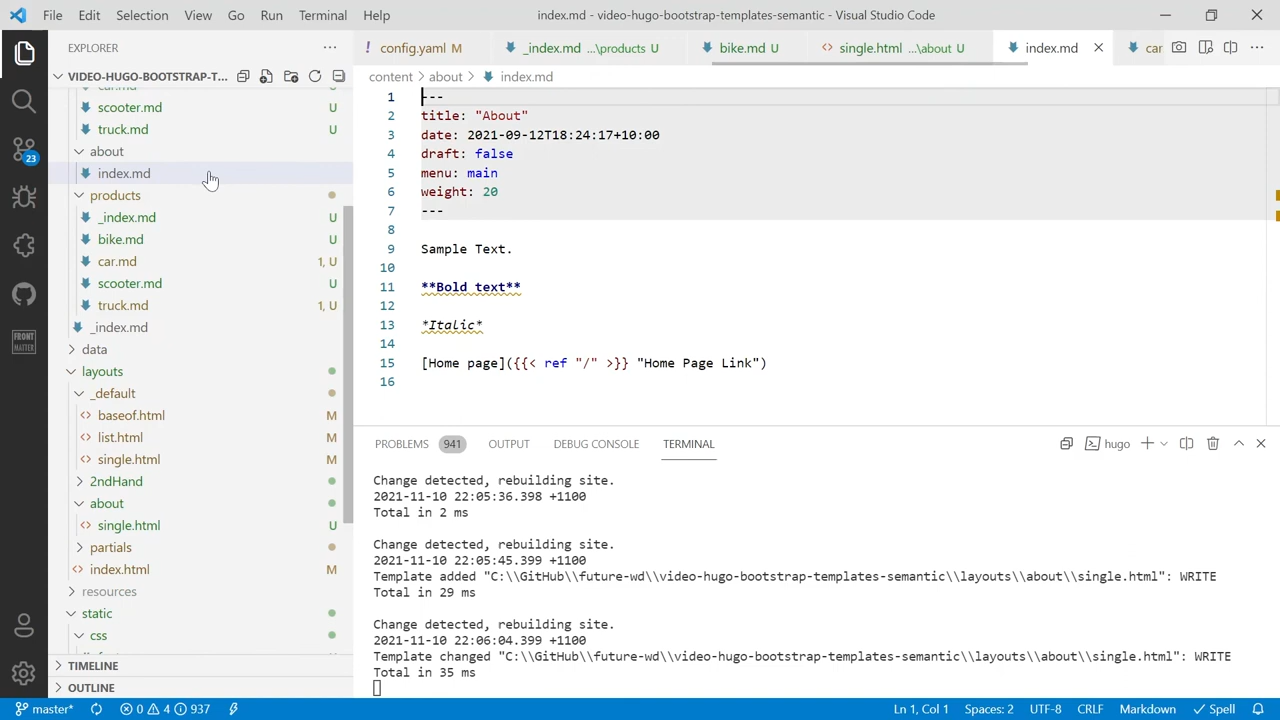 File Edit Selection View Go Run Terminal Help index.md - video-hugo-bootstrap-templates-semantic - Visual Studio Code
EXPLORER
config.yaml M
_index.md ...\products U
bike.md U
single.html ...\about U
index.md
car
VIDEO-HUGO-BOOTSTRAP-T...
content > about > index.md
car.md
scooter.md U
truck.md U
about
index.md
products
_index.md U
bike.md U
car.md 1, U
scooter.md U
truck.md 1, U
_index.md
data
layouts
_default
baseof.html M
list.html M
single.html M
2ndHand
about
single.html U
partials
index.html M
resources
static
css
TIMELINE
OUTLINE
23
FRONT
MATTER
1 ---
2 title: "About"
3 date: 2021-09-12T18:24:17+10:00
4 draft: false
5 menu: main
6 weight: 20
7 ---
8
9 Sample Text.
10
11 **Bold text**
12
13 *Italic*
14
15 [Home page]({{< ref "/" >}} "Home Page Link")
16
PROBLEMS 941 OUTPUT DEBUG CONSOLE TERMINAL hugo
Change detected, rebuilding site.
2021-11-10 22:05:36.398 +1100
Total in 2 ms
Change detected, rebuilding site.
2021-11-10 22:05:45.399 +1100
Template added "C:\\GitHub\\future-wd\\video-hugo-bootstrap-templates-semantic\\layouts\\about\\single.html": WRITE
Total in 29 ms
Change detected, rebuilding site.
2021-11-10 22:06:04.399 +1100
Template changed "C:\\GitHub\\future-wd\\video-hugo-bootstrap-templates-semantic\\layouts\\about\\single.html": WRITE
Total in 35 ms
master* 0 4 937 Ln 1, Col 1 Spaces: 2 UTF-8 CRLF Markdown Spell